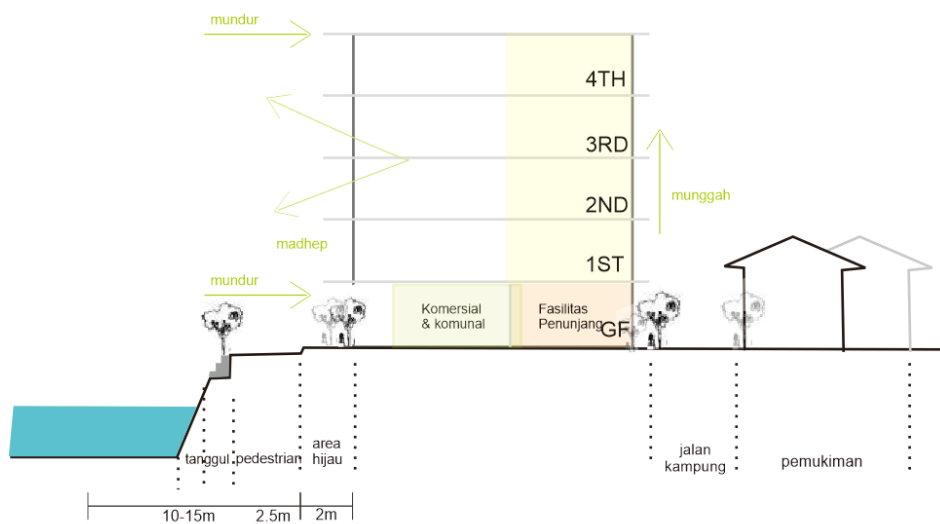 mundur
4TH
3RD
munggah
2ND
madhep
1ST
mundur
Komersial
& komunal
Fasilitas
Penunjang
GF
tanggul
pedestrian
area
hijau
jalan
kampung
pemukiman
10-15m
2.5m
2m